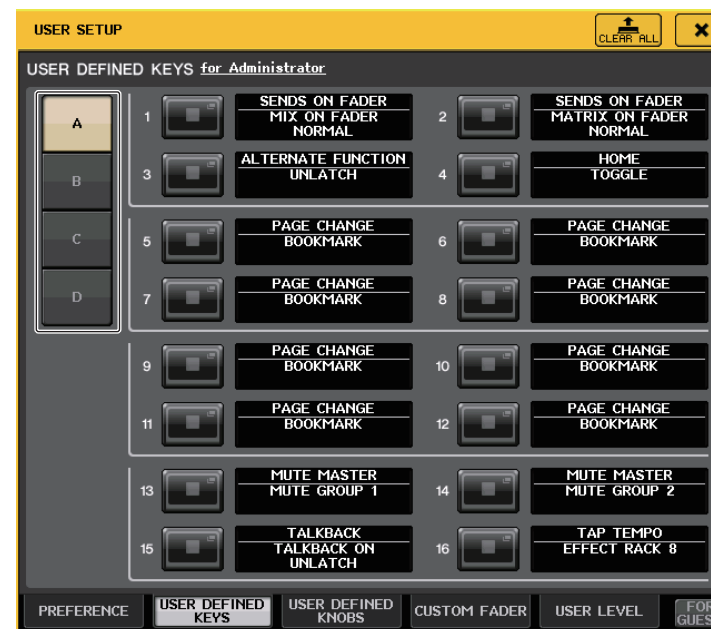 USER SETUP
CLEAR ALL
USER DEFINED KEYS for Administrator
A
B
C
D
1
SENDS ON FADER
MIX ON FADER
NORMAL
2
SENDS ON FADER
MATRIX ON FADER
NORMAL
3
ALTERNATE FUNCTION
UNLATCH
4
HOME
TOGGLE
5
PAGE CHANGE
BOOKMARK
6
PAGE CHANGE
BOOKMARK
7
PAGE CHANGE
BOOKMARK
8
PAGE CHANGE
BOOKMARK
9
PAGE CHANGE
BOOKMARK
10
PAGE CHANGE
BOOKMARK
11
PAGE CHANGE
BOOKMARK
12
PAGE CHANGE
BOOKMARK
13
MUTE MASTER
MUTE GROUP 1
14
MUTE MASTER
MUTE GROUP 2
15
TALKBACK
TALKBACK ON
UNLATCH
16
TAP TEMPO
EFFECT RACK 8
PREFERENCE
USER DEFINED
KEYS
USER DEFINED
KNOBS
CUSTOM FADER
USER LEVEL